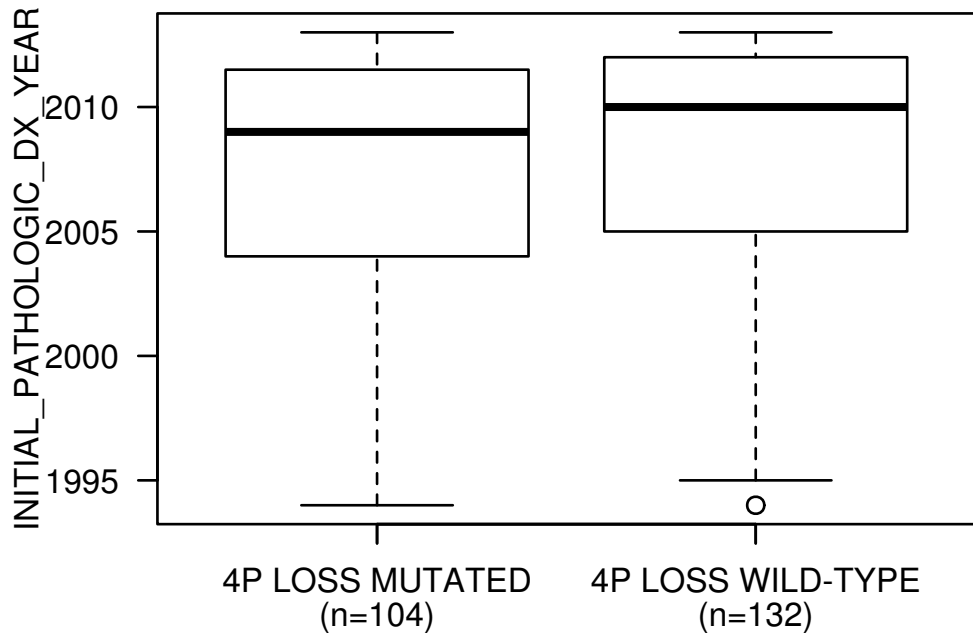 INITIAL_PATHOLOGIC_DX_YEAR
2010
2005
2000
1995
4P LOSS MUTATED
(n=104)
4P LOSS WILD-TYPE
(n=132)